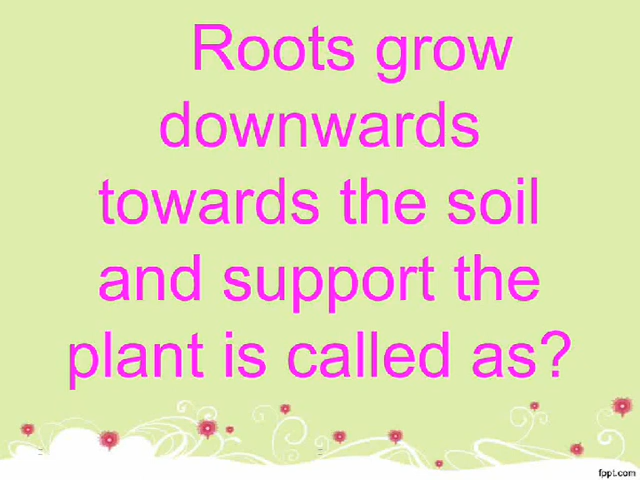 Roots grow
downwards
towards the soil
and support the
plant is called as?
fppt.com